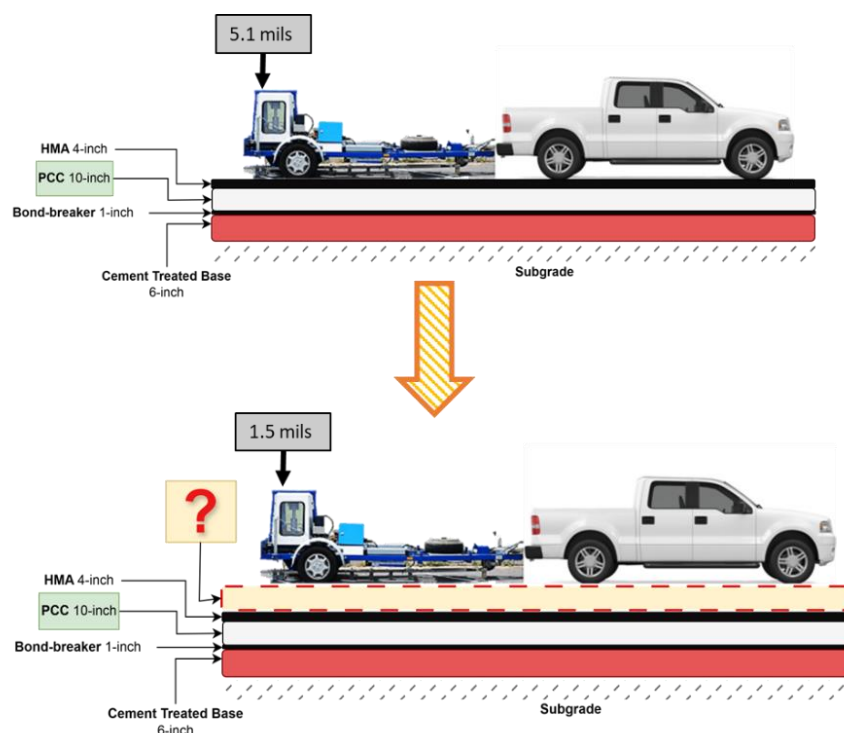 5.1 mils
HMA 4-inch
PCC 10-inch
Bond-breaker 1-inch
Cement Treated Base
6-inch
Subgrade
1.5 mils
?
HMA 4-inch
PCC 10-inch
Bond-breaker 1-inch
Cement Treated Base
6-inch
Subgrade